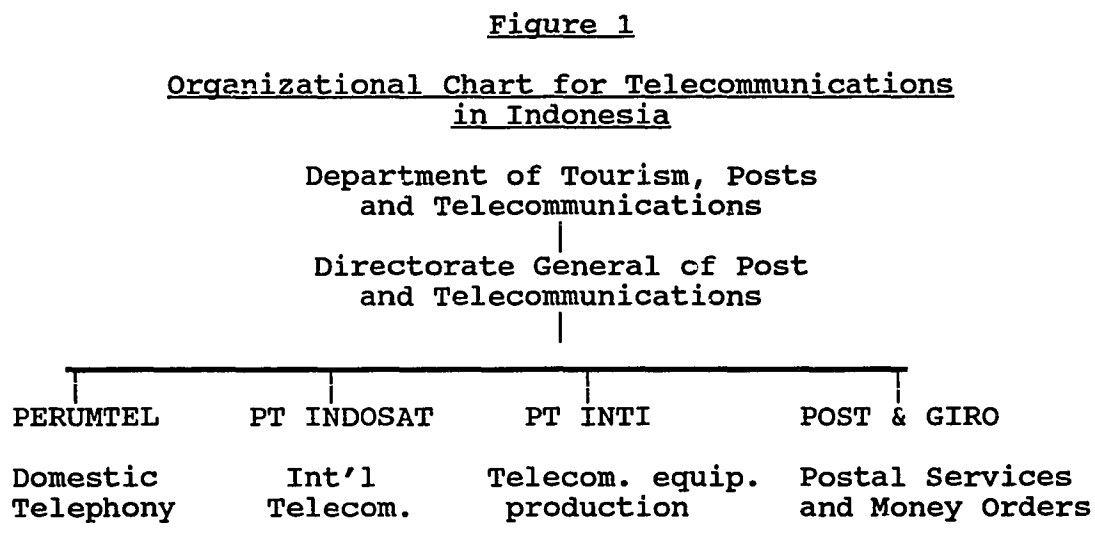 Figure 1
Organizational Chart for Telecommunications
in Indonesia
Department of Tourism, Posts
and Telecommunications
Directorate General of Post
and Telecommunications
PERUMTEL PT INDOSAT PT INTI POST & GIRO
Domestic Int'l Telecom. equip. Postal Services
Telephony Telecom. production and Money Orders